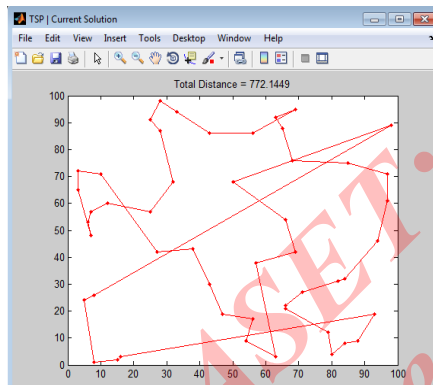 TSP | Current Solution
File Edit View Insert Tools Desktop Window Help
Total Distance = 772.1449
100
90
80
70
60
50
40
30
20
10
0
0 10 20 30 40 50 60 70 80 90 100
ASET.